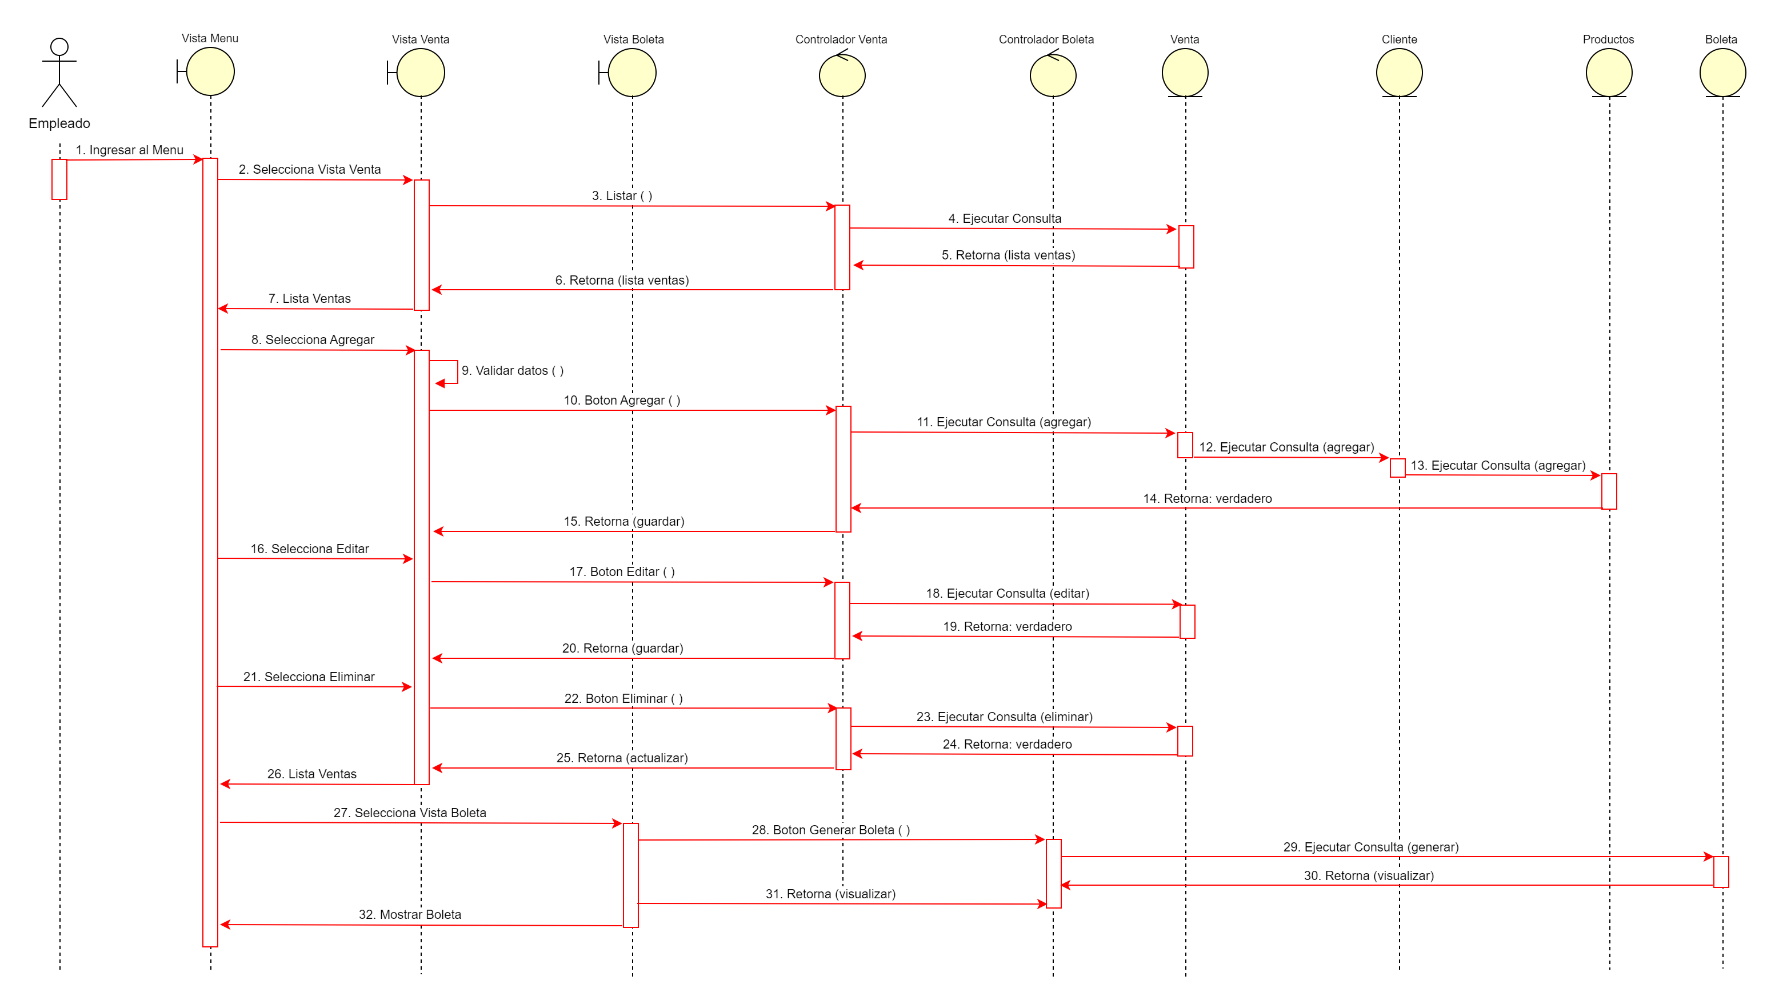 Vista Menu
Vista Venta
Vista Boleta
Controlador Venta
Controlador Boleta
Venta
Cliente
Productos
Boleta
Empleado
1. Ingresar al Menu
2. Selecciona Vista Venta
3. Listar ( )
4. Ejecutar Consulta
5. Retorna (lista ventas)
6. Retorna (lista ventas)
7. Lista Ventas
8. Selecciona Agregar
9. Validar datos ( )
10. Boton Agregar ( )
11. Ejecutar Consulta (agregar)
12. Ejecutar Consulta (agregar)
13. Ejecutar Consulta (agregar)
14. Retorna: verdadero
15. Retorna (guardar)
16. Selecciona Editar
17. Boton Editar ( )
18. Ejecutar Consulta (editar)
19. Retorna: verdadero
20. Retorna (guardar)
21. Selecciona Eliminar
22. Boton Eliminar ( )
23. Ejecutar Consulta (eliminar)
24. Retorna: verdadero
25. Retorna (actualizar)
26. Lista Ventas
27. Selecciona Vista Boleta
28. Boton Generar Boleta ( )
29. Ejecutar Consulta (generar)
30. Retorna (visualizar)
31. Retorna (visualizar)
32. Mostrar Boleta